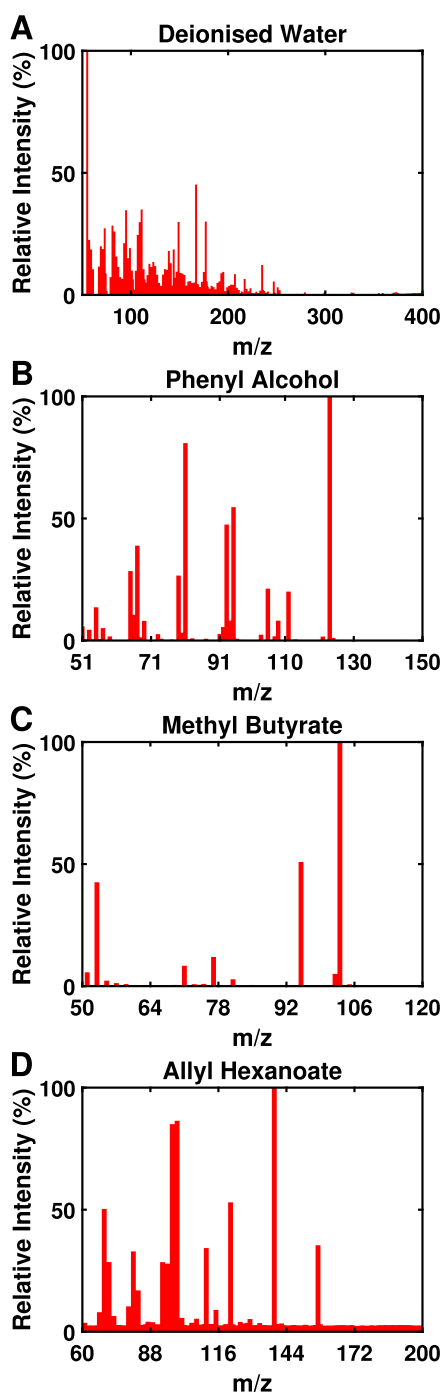 A
Deionised Water
Relative Intensity (%)
100
50
0
100 200 300 400
m/z
B
Phenyl Alcohol
Relative Intensity (%)
100
50
0
51 71 91 110 130 150
m/z
C
Methyl Butyrate
Relative Intensity (%)
100
50
0
50 64 78 92 106 120
m/z
D
Allyl Hexanoate
Relative Intensity (%)
100
50
0
60 88 116 144 172 200
m/z